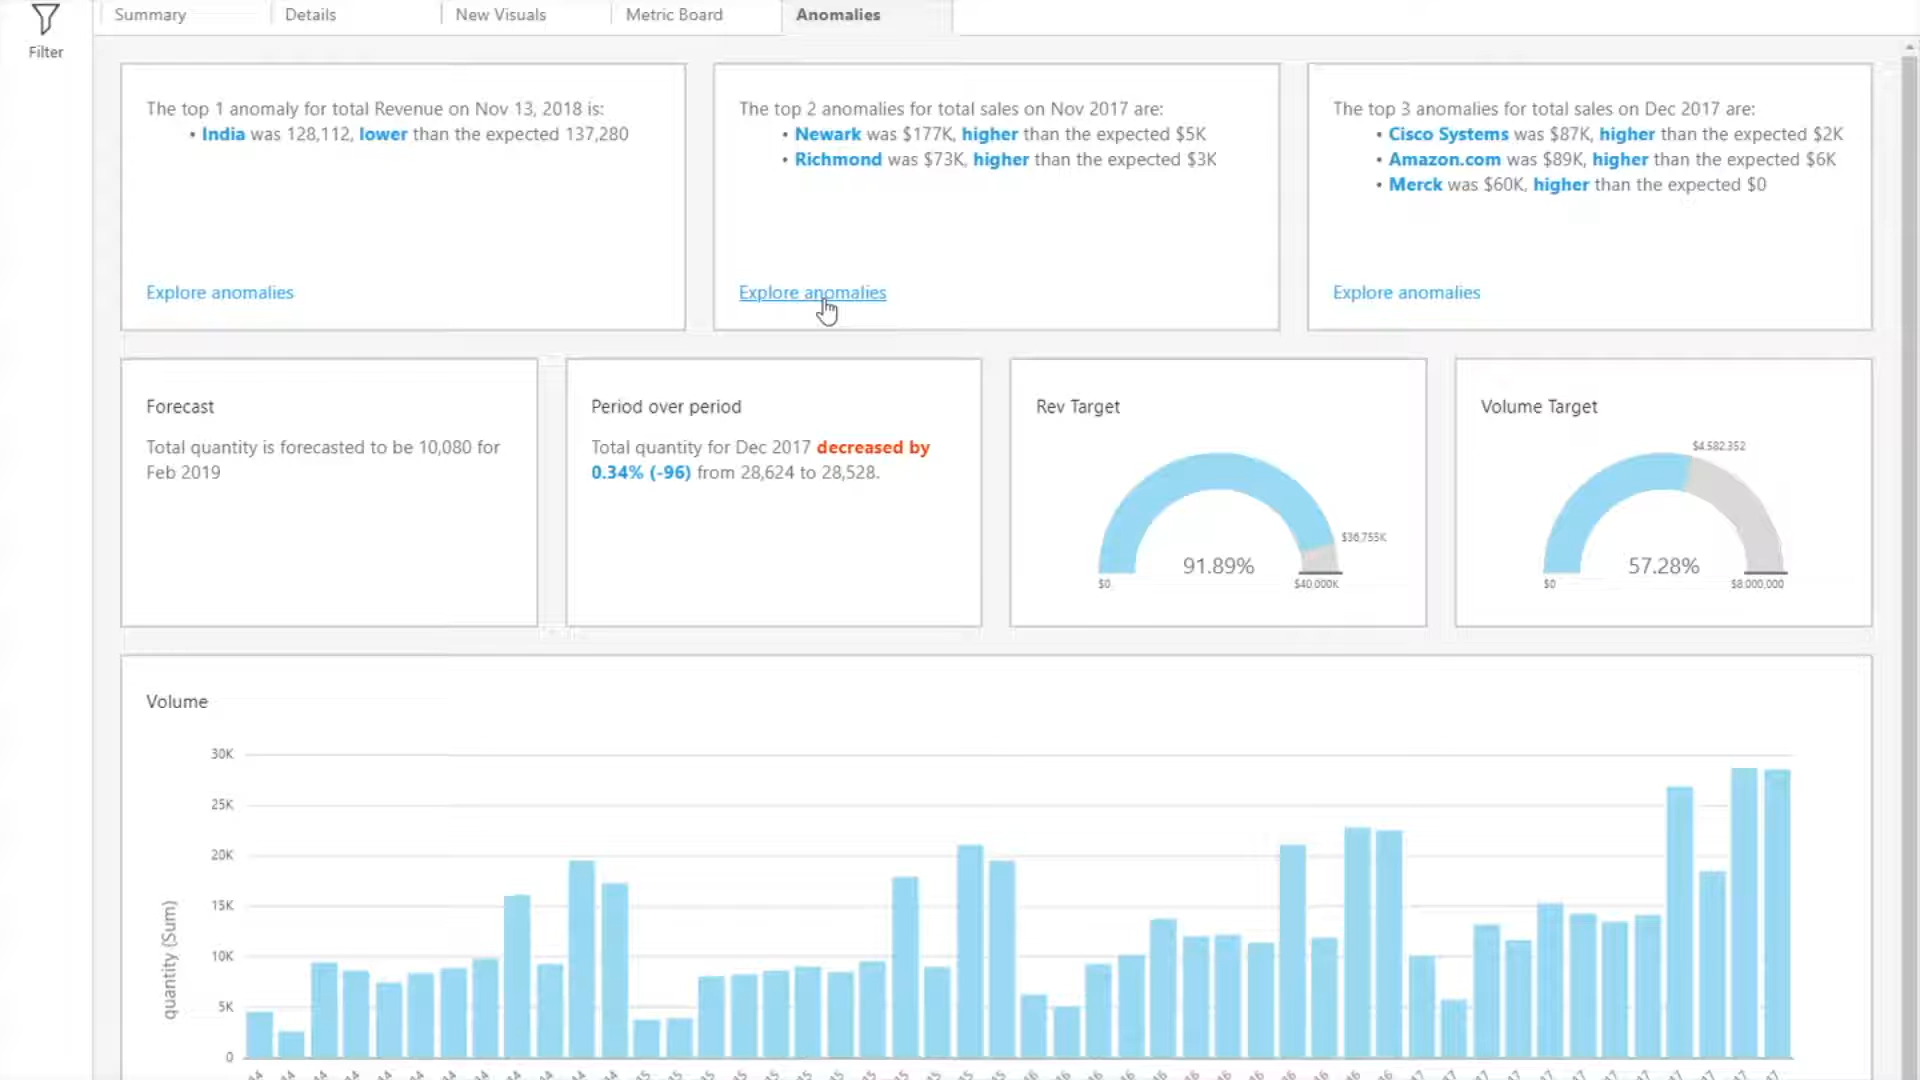 Summary
Details
New Visuals
Metric Board
Anomalies
Filter
The top 1 anomaly for total Revenue on Nov 13, 2018 is:
• India was 128,112, lower than the expected 137,280
Explore anomalies
The top 2 anomalies for total sales on Nov 2017 are:
• Newark was $177K, higher than the expected $5K
• Richmond was $73K, higher than the expected $3K
Explore anomalies
The top 3 anomalies for total sales on Dec 2017 are:
• Cisco Systems was $87K, higher than the expected $2K
• Amazon.com was $89K, higher than the expected $6K
• Merck was $60K, higher than the expected $0
Explore anomalies
Forecast
Total quantity is forecasted to be 10,080 for
Feb 2019
Period over period
Total quantity for Dec 2017 decreased by
0.34% (-96) from 28,624 to 28,528.
Rev Target
$36,755K
91.89%
$0
$40,000K
Volume Target
$4,582,352
57.28%
$0
$8,000,000
Volume
30K
25K
20K
15K
10K
5K
0
quantity (Sum)